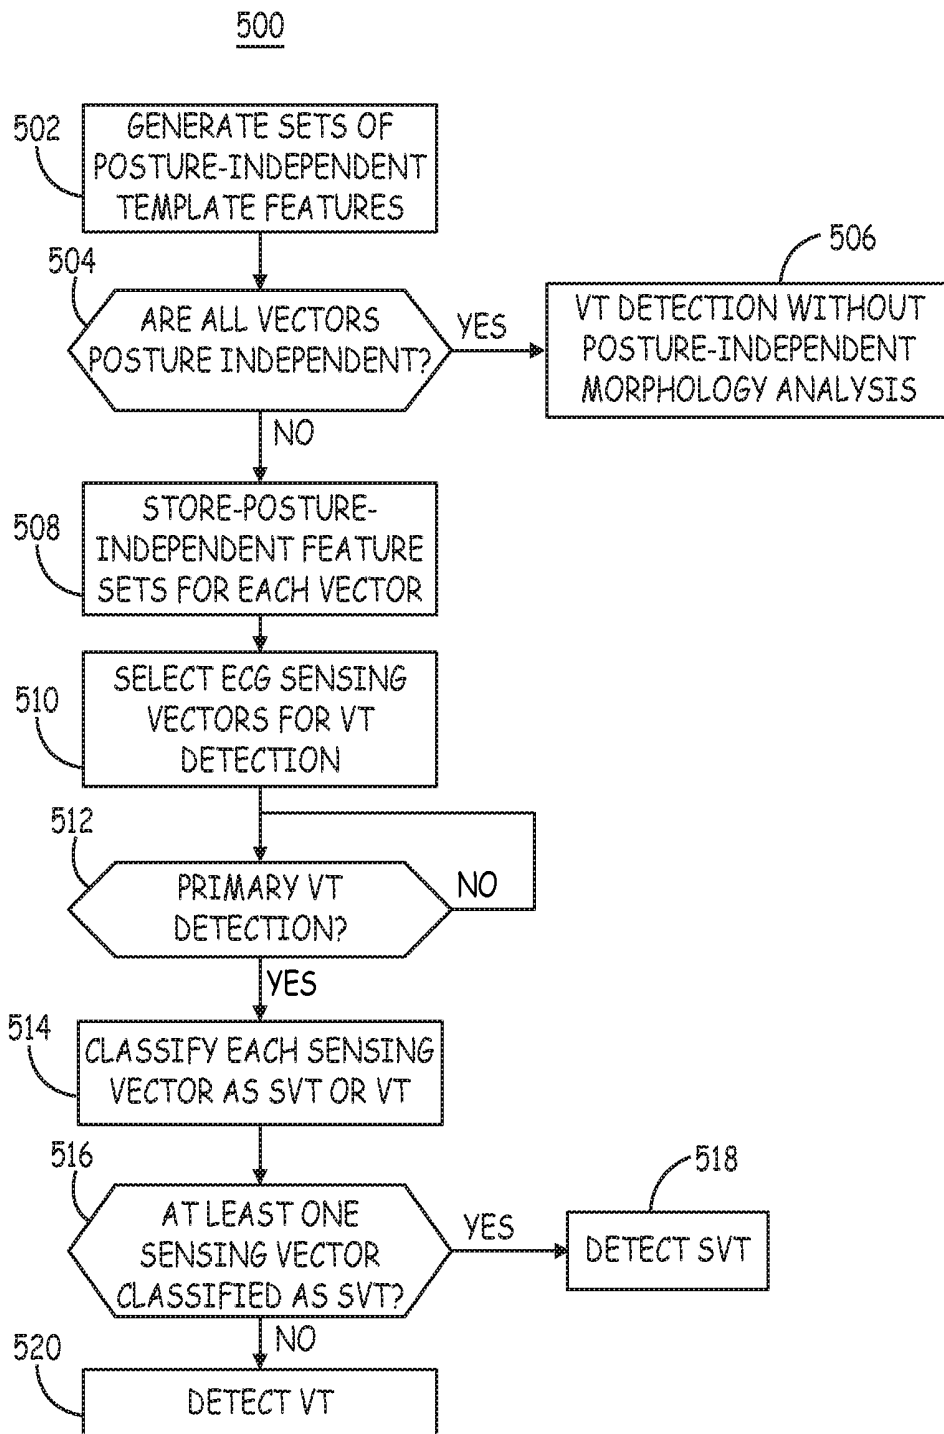 500
502
GENERATE SETS OF
POSTURE-INDEPENDENT
TEMPLATE FEATURES
504
ARE ALL VECTORS
POSTURE INDEPENDENT?
YES
506
VT DETECTION WITHOUT
POSTURE-INDEPENDENT
MORPHOLOGY ANALYSIS
NO
508
STORE-POSTURE-
INDEPENDENT FEATURE
SETS FOR EACH VECTOR
510
SELECT ECG SENSING
VECTORS FOR VT
DETECTION
512
PRIMARY VT
DETECTION?
NO
YES
514
CLASSIFY EACH SENSING
VECTOR AS SVT OR VT
516
AT LEAST ONE
SENSING VECTOR
CLASSIFIED AS SVT?
YES
518
DETECT SVT
NO
520
DETECT VT